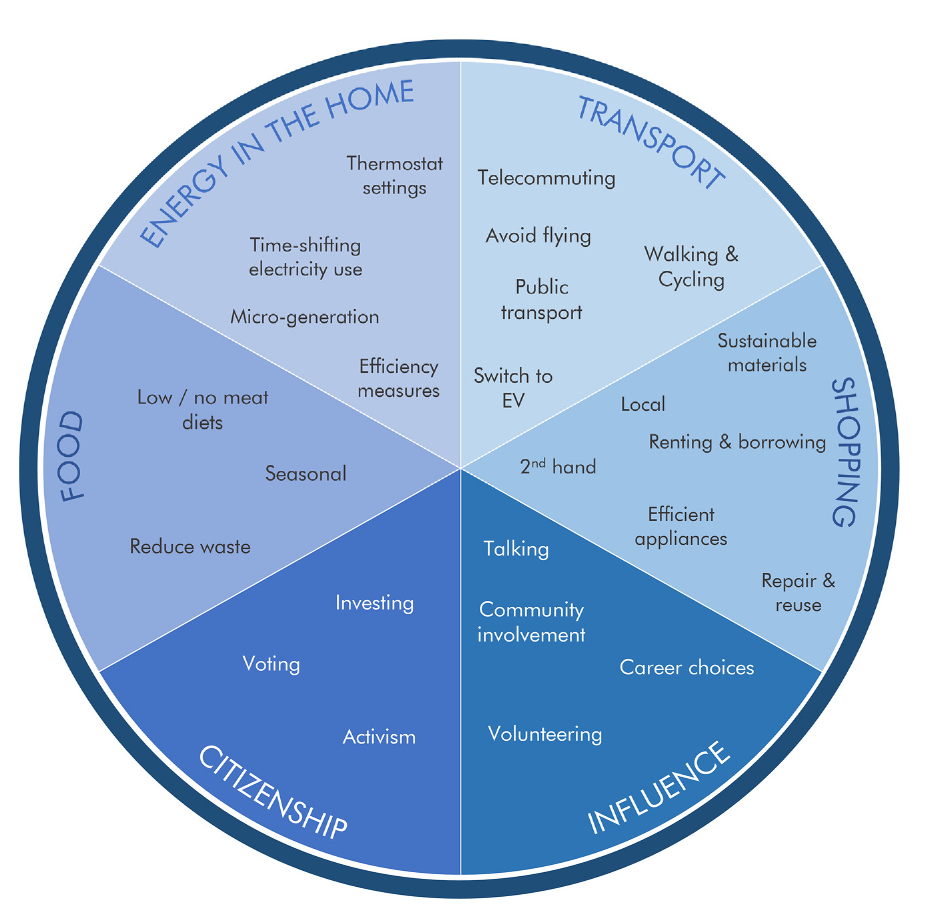 ENERGY IN THE HOME
Thermostat
settings
Time-shifting
electricity use
Micro-generation
Efficiency
measures
TRANSPORT
Telecommuting
Avoid flying
Walking &
Cycling
Public
transport
Switch to
EV
SHOPPING
Sustainable
materials
Local
Renting & borrowing
2nd hand
Efficient
appliances
Repair &
reuse
INFLUENCE
Talking
Community
involvement
Career choices
Volunteering
CITIZENSHIP
Investing
Voting
Activism
FOOD
Low / no meat
diets
Seasonal
Reduce waste